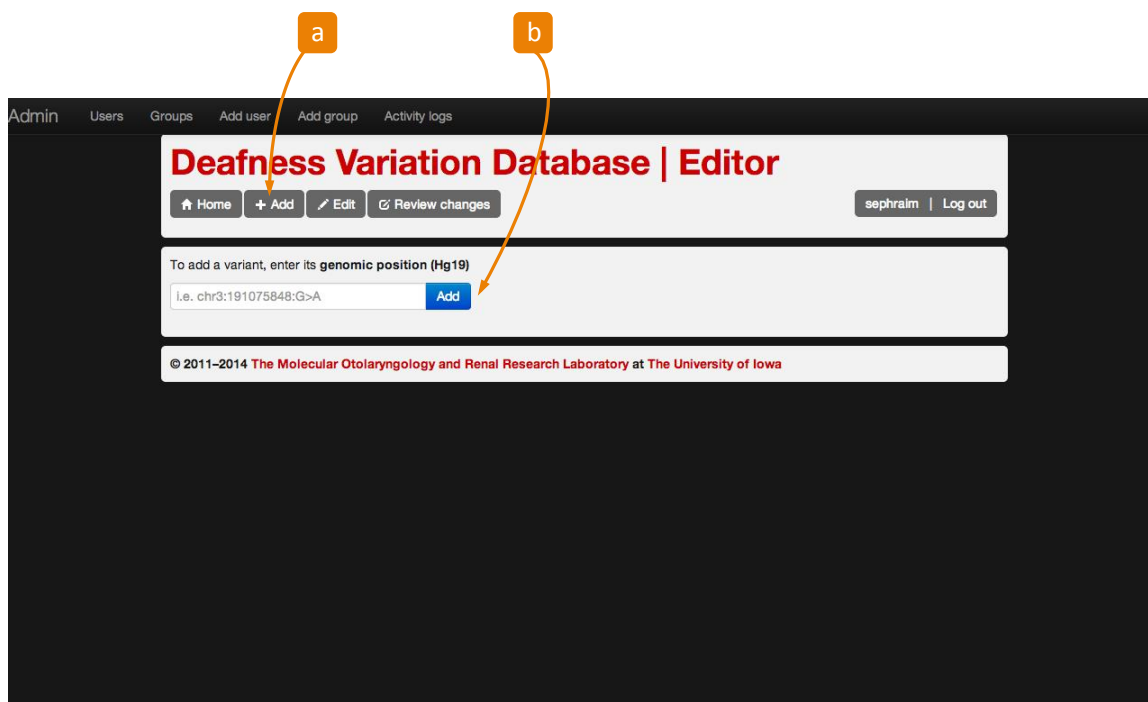 a b
Admin Users Groups Add user Add group Activity logs
Deafness Variation Database | Editor
Home + Add Edit Review changes sephraim | Log out
To add a variant, enter its genomic position (Hg19)
i.e. chr3:191075848:G>A Add
© 2011–2014 The Molecular Otolaryngology and Renal Research Laboratory at The University of Iowa